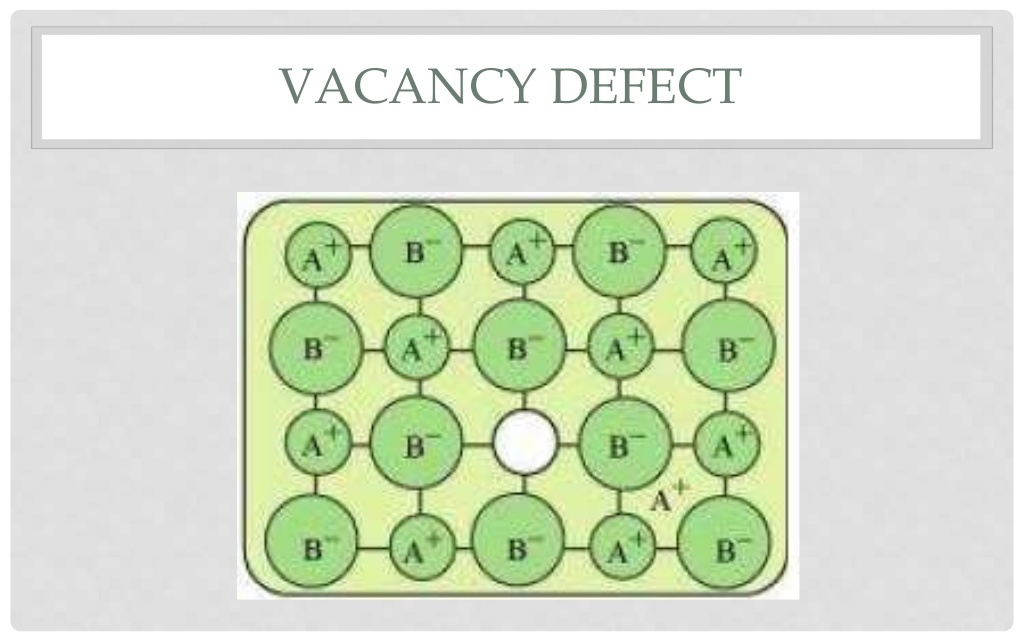 VACANCY DEFECT
A⁺ B⁻ A⁺ B⁻ A⁺
B⁻ A⁺ B⁻ A⁺ B⁻
A⁺ B⁻ B⁻ A⁺
A⁺
B⁻ A⁺ B⁻ A⁺ B⁻